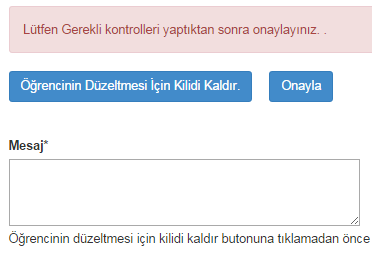 Lütfen Gerekli kontrolleri yaptıktan sonra onaylayınız. .
Öğrencinin Düzeltmesi İçin Kilidi Kaldır.
Onayla
Mesaj*
Öğrencinin düzeltmesi için kilidi kaldır butonuna tıklamadan önce